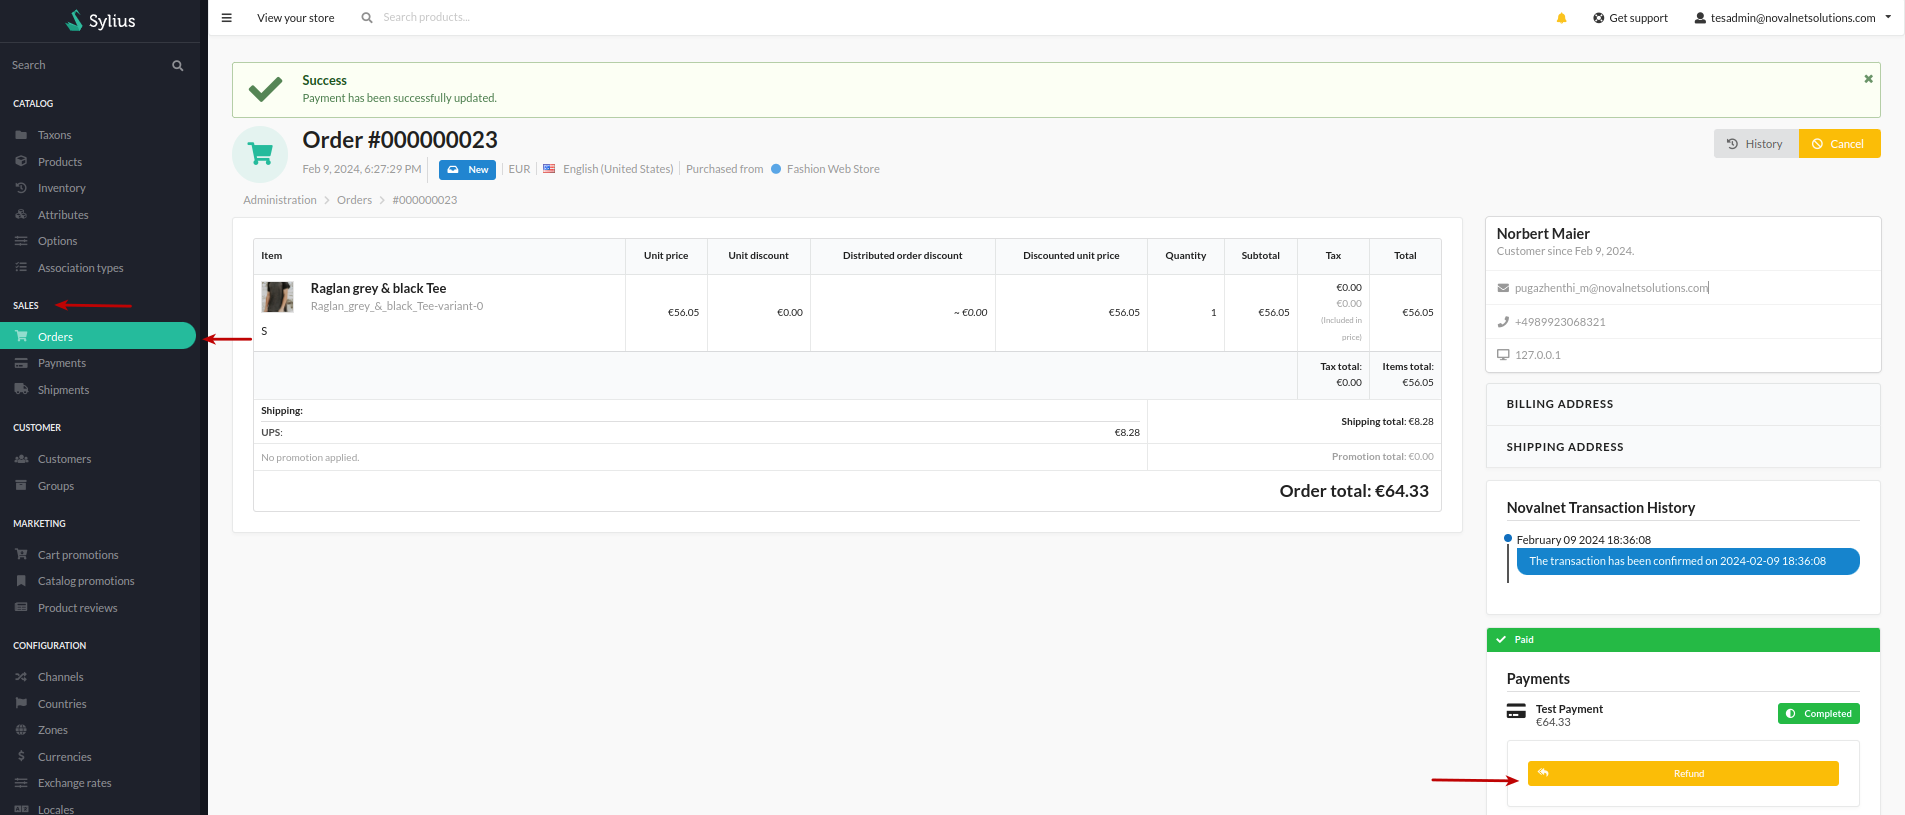 Sylius
View your store
Search products...
Get support
tesadmin@novalnetsolutions.com
Search
CATALOG
Taxons
Products
Inventory
Attributes
Options
Association types
SALES
Orders
Payments
Shipments
CUSTOMER
Customers
Groups
MARKETING
Cart promotions
Catalog promotions
Product reviews
CONFIGURATION
Channels
Countries
Zones
Currencies
Exchange rates
Locales
Success
Payment has been successfully updated.
Order #000000023
Feb 9, 2024, 6:27:29 PM New EUR English (United States) Purchased from Fashion Web Store
History
Cancel
Administration Orders #000000023
Item Unit price Unit discount Distributed order discount Discounted unit price Quantity Subtotal Tax Total
Raglan grey & black Tee
Raglan_grey_&_black_Tee-variant-0
S
€56.05 €0.00 ~ €0.00 €56.05 1 €56.05
€0.00
€0.00
(Included in
price)
€56.05
Tax total:
€0.00
Items total:
€56.05
Shipping:
UPS: €8.28
Shipping total: €8.28
No promotion applied.
Promotion total: €0.00
Order total: €64.33
Norbert Maier
Customer since Feb 9, 2024.
pugazhenthi_m@novalnetsolutions.com
+4989923068321
127.0.0.1
BILLING ADDRESS
SHIPPING ADDRESS
Novalnet Transaction History
February 09 2024 18:36:08
The transaction has been confirmed on 2024-02-09 18:36:08
Paid
Payments
Test Payment
€64.33
Completed
Refund